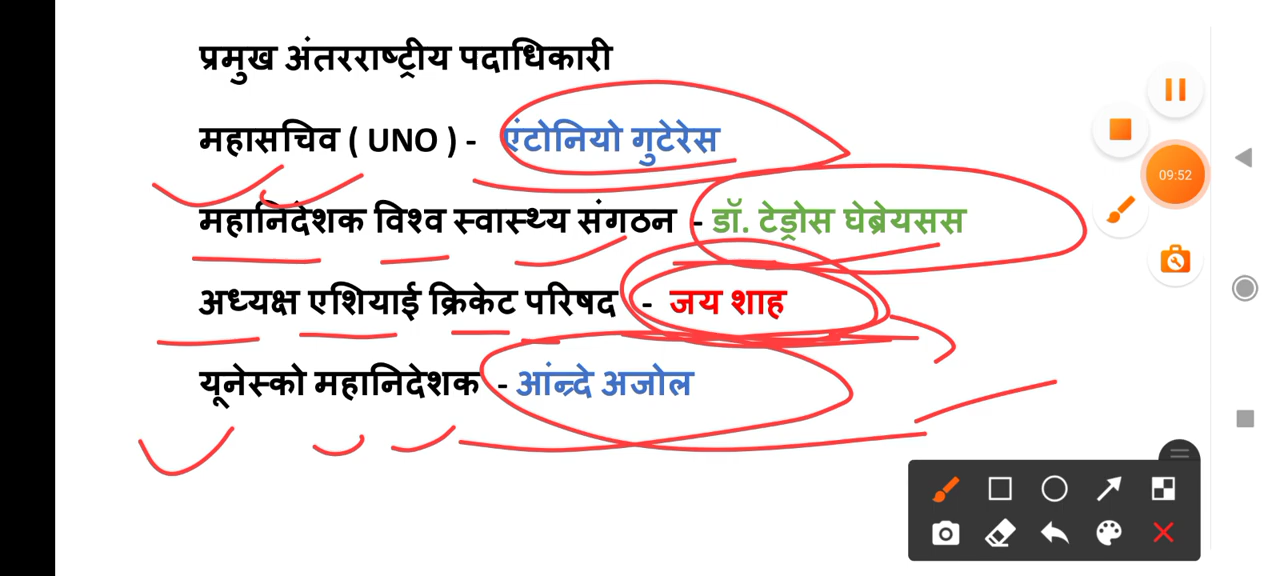 प्रमुख अंतरराष्ट्रीय पदाधिकारी
महासचिव ( UNO ) - एंटोनियो गुटेरेस
महानिदेशक विश्व स्वास्थ्य संगठन - डॉ. टेड्रोस घेब्रेयसस
अध्यक्ष एशियाई क्रिकेट परिषद - जय शाह
यूनेस्को महानिदेशक - आंन्द्रे अजोल
09:52